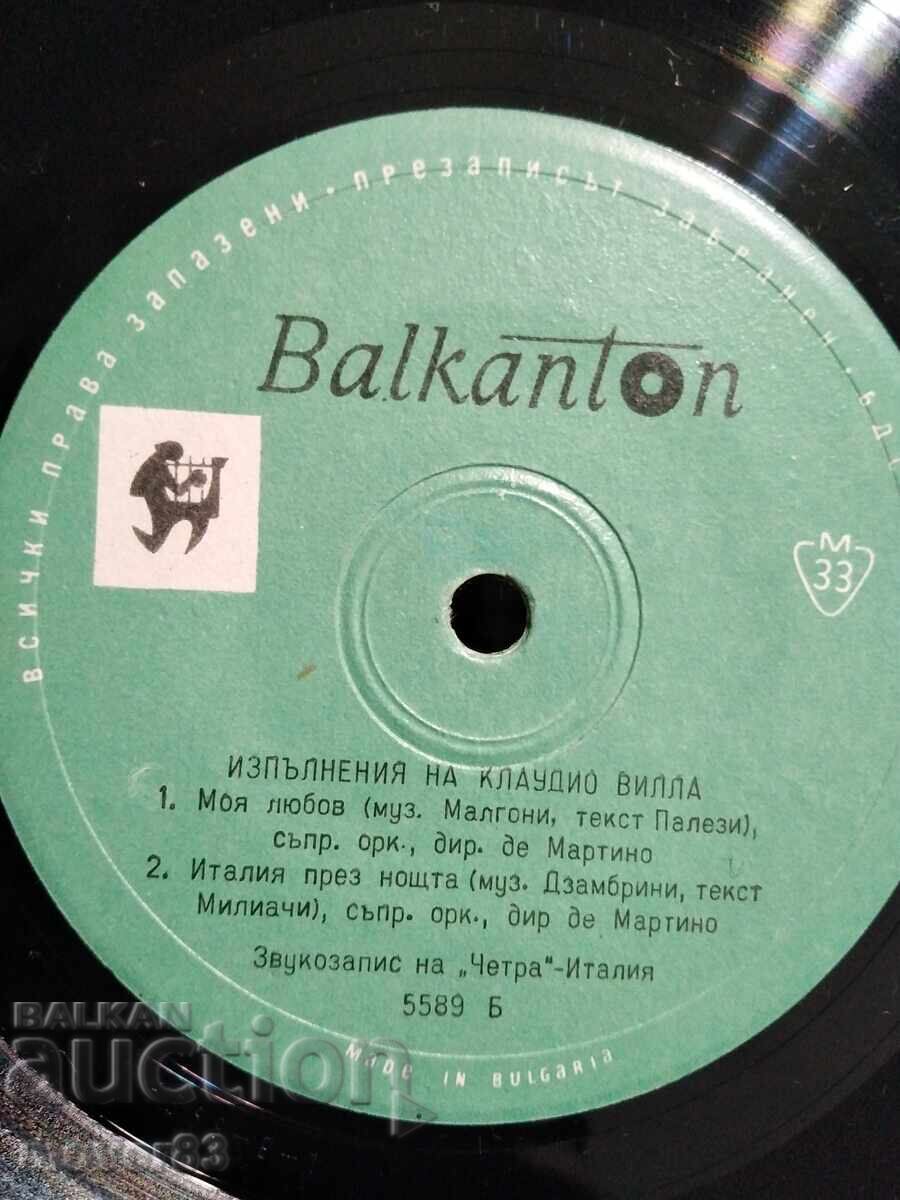 всички права запазени · презаписът забранен · БД
Balkanton
М
33
ИЗПЪЛНЕНИЯ НА КЛАУДИО ВИЛЛА
1. Моя любов (муз. Малгони, текст Палези),
съпр. орк., дир. де Мартино
2. Италия през нощта (муз. Дзамбрини, текст
Милиачи), съпр. орк., дир де Мартино
Звукозапис на „Четра"-Италия
5589 Б
Made in Bulgaria
BALKAN
auction